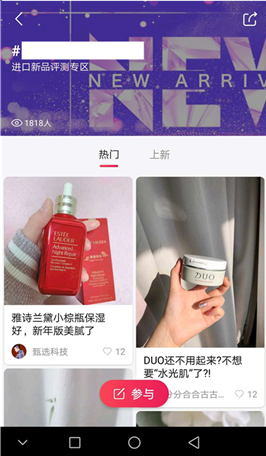 NEW
NEW ARRIV
#
进口新品评测专区
1818人
热门
上新
ESTĒE LAUDER
Advanced
Night Repair
雅诗兰黛小棕瓶保湿
好，新年版美腻了
甄选科技
12
DUO
DUO还不用起来?不想
要“水光肌”了?!
分分合合古古...
12
参与